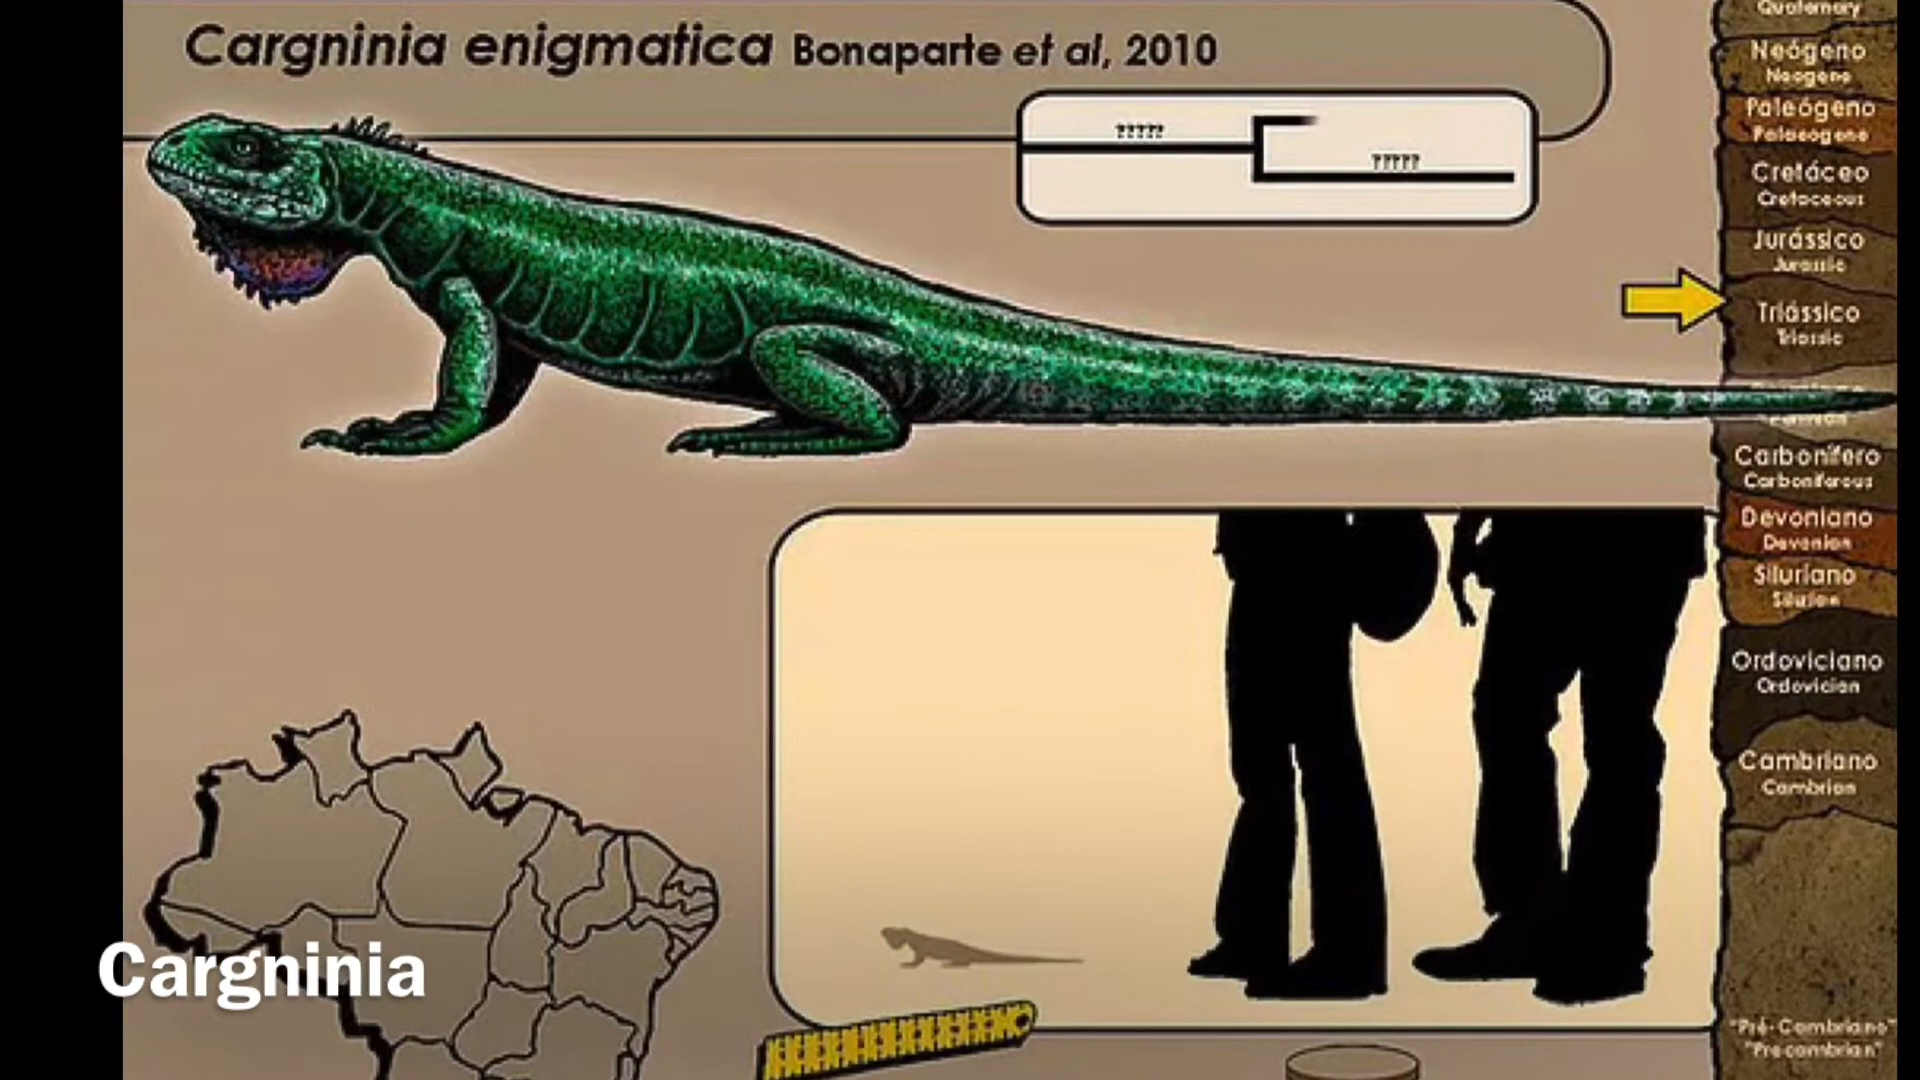 Cargninia enigmatica Bonaparte et al, 2010
?????
?????
Quaternary
Neógeno
Neogene
Paleógeno
Palaeogene
Cretáceo
Cretaceous
Jurássico
Jurassic
Triássico
Triassic
Carbonífero
Carboniferous
Devoniano
Devonian
Siluriano
Silurian
Ordoviciano
Ordovician
Cambriano
Cambrian
"Pré-Cambriano"
"Precambrian"
Cargninia